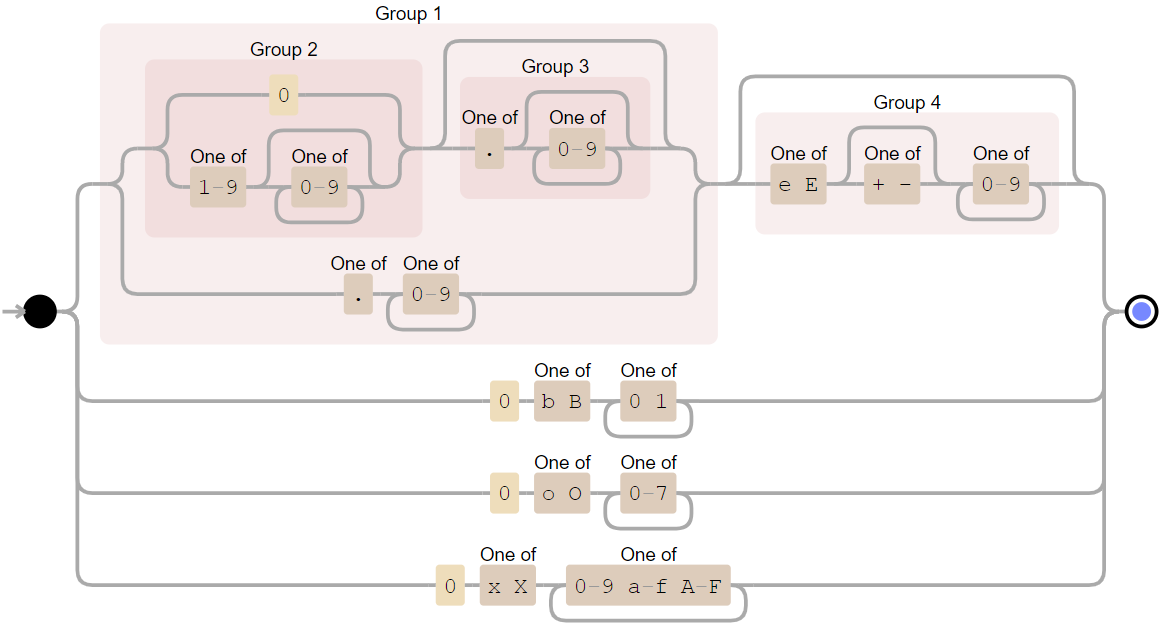 Group 1
Group 2
0
One of
1-9
One of
0-9
Group 3
One of
.
One of
0-9
One of
.
One of
0-9
Group 4
One of
e E
One of
+ -
One of
0-9
0
One of
b B
One of
0 1
0
One of
o O
One of
0-7
0
One of
x X
One of
0-9 a-f A-F